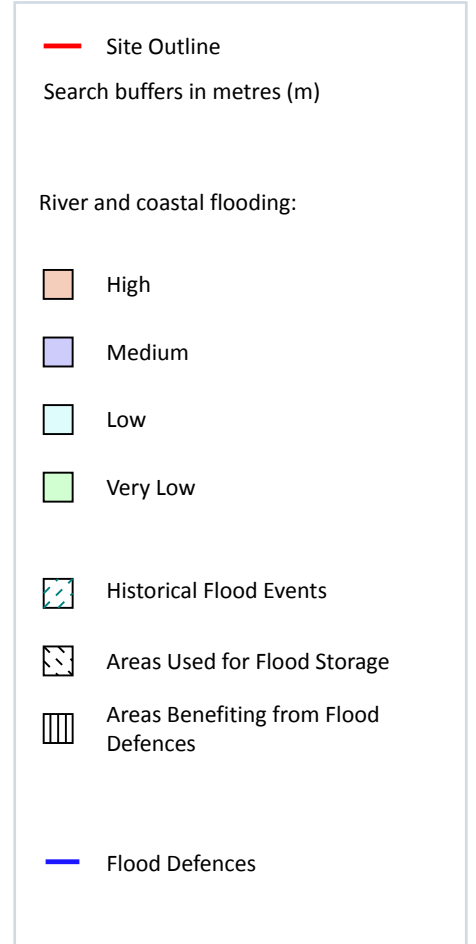 Site Outline
Search buffers in metres (m)
River and coastal flooding:
High
Medium
Low
Very Low
Historical Flood Events
Areas Used for Flood Storage
Areas Benefiting from Flood
Defences
Flood Defences